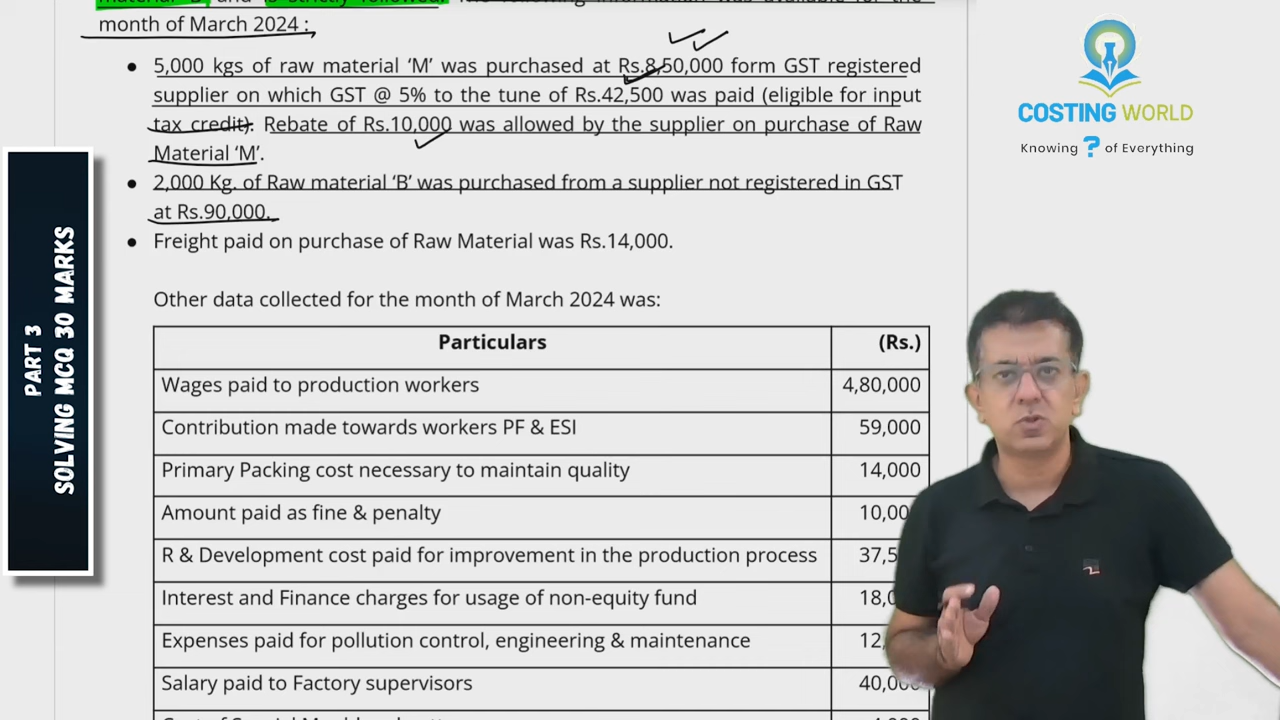 month of March 2024 :
5,000 kgs of raw material ‘M’ was purchased at Rs.8,50,000 form GST registered
supplier on which GST @ 5% to the tune of Rs.42,500 was paid (eligible for input
tax credit). Rebate of Rs.10,000 was allowed by the supplier on purchase of Raw
Material ‘M’.
2,000 Kg. of Raw material ‘B’ was purchased from a supplier not registered in GST
at Rs.90,000.
Freight paid on purchase of Raw Material was Rs.14,000.
Other data collected for the month of March 2024 was:
Particulars (Rs.)
Wages paid to production workers 4,80,000
Contribution made towards workers PF & ESI 59,000
Primary Packing cost necessary to maintain quality 14,000
Amount paid as fine & penalty
R & Development cost paid for improvement in the production process
Interest and Finance charges for usage of non-equity fund
Expenses paid for pollution control, engineering & maintenance
Salary paid to Factory supervisors 40,000
PART 3
SOLVING MCQ 30 MARKS
COSTING WORLD
Knowing ? of Everything